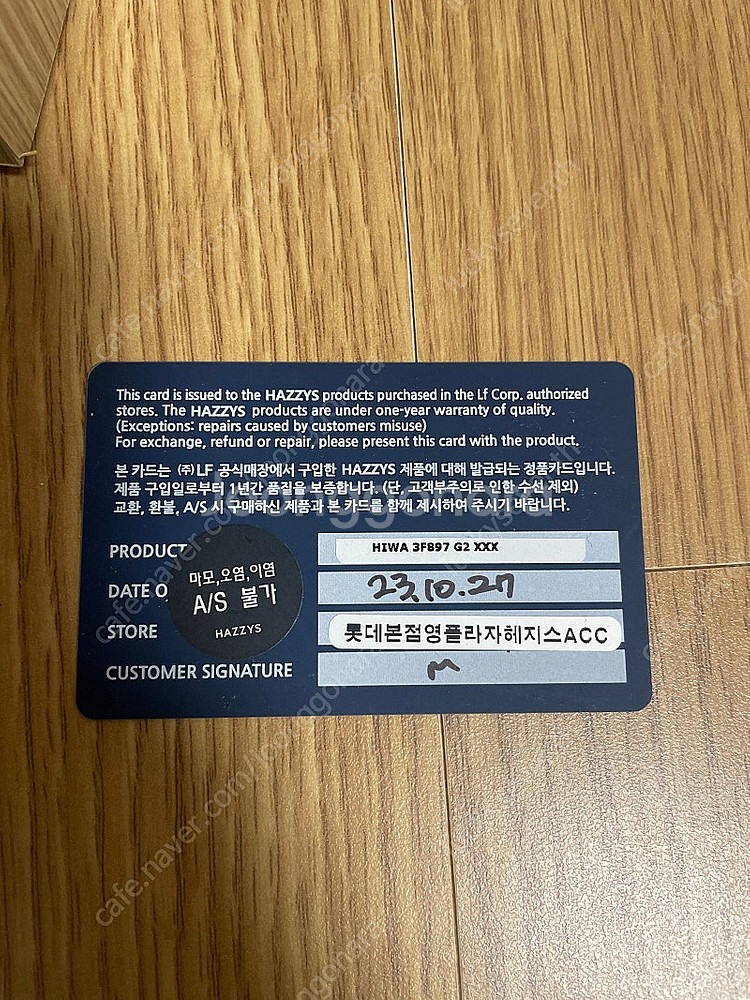 This card is issued to the HAZZYS products purchased in the Lf Corp. authorized
stores. The HAZZYS products are under one-year warranty of quality.
(Exceptions: repairs caused by customers misuse)
For exchange, refund or repair, please present this card with the product.
본 카드는 (주)LF 공식매장에서 구입한 HAZZYS 제품에 대해 발급되는 정품카드입니다.
제품 구입일로부터 1년간 품질을 보증합니다. (단, 고객부주의로 인한 수선 제외)
교환, 환불, A/S 시 구매하신 제품과 본 카드를 함께 제시하여 주시기 바랍니다.
PRODUCT HIWA 3F897 G2 XXX
마모,오염,이염
DATE O 23.10.27
A/S 불가
STORE 롯데본점영플라자헤지스ACC
HAZZYS
CUSTOMER SIGNATURE
cafe.naver.com/joonggonara